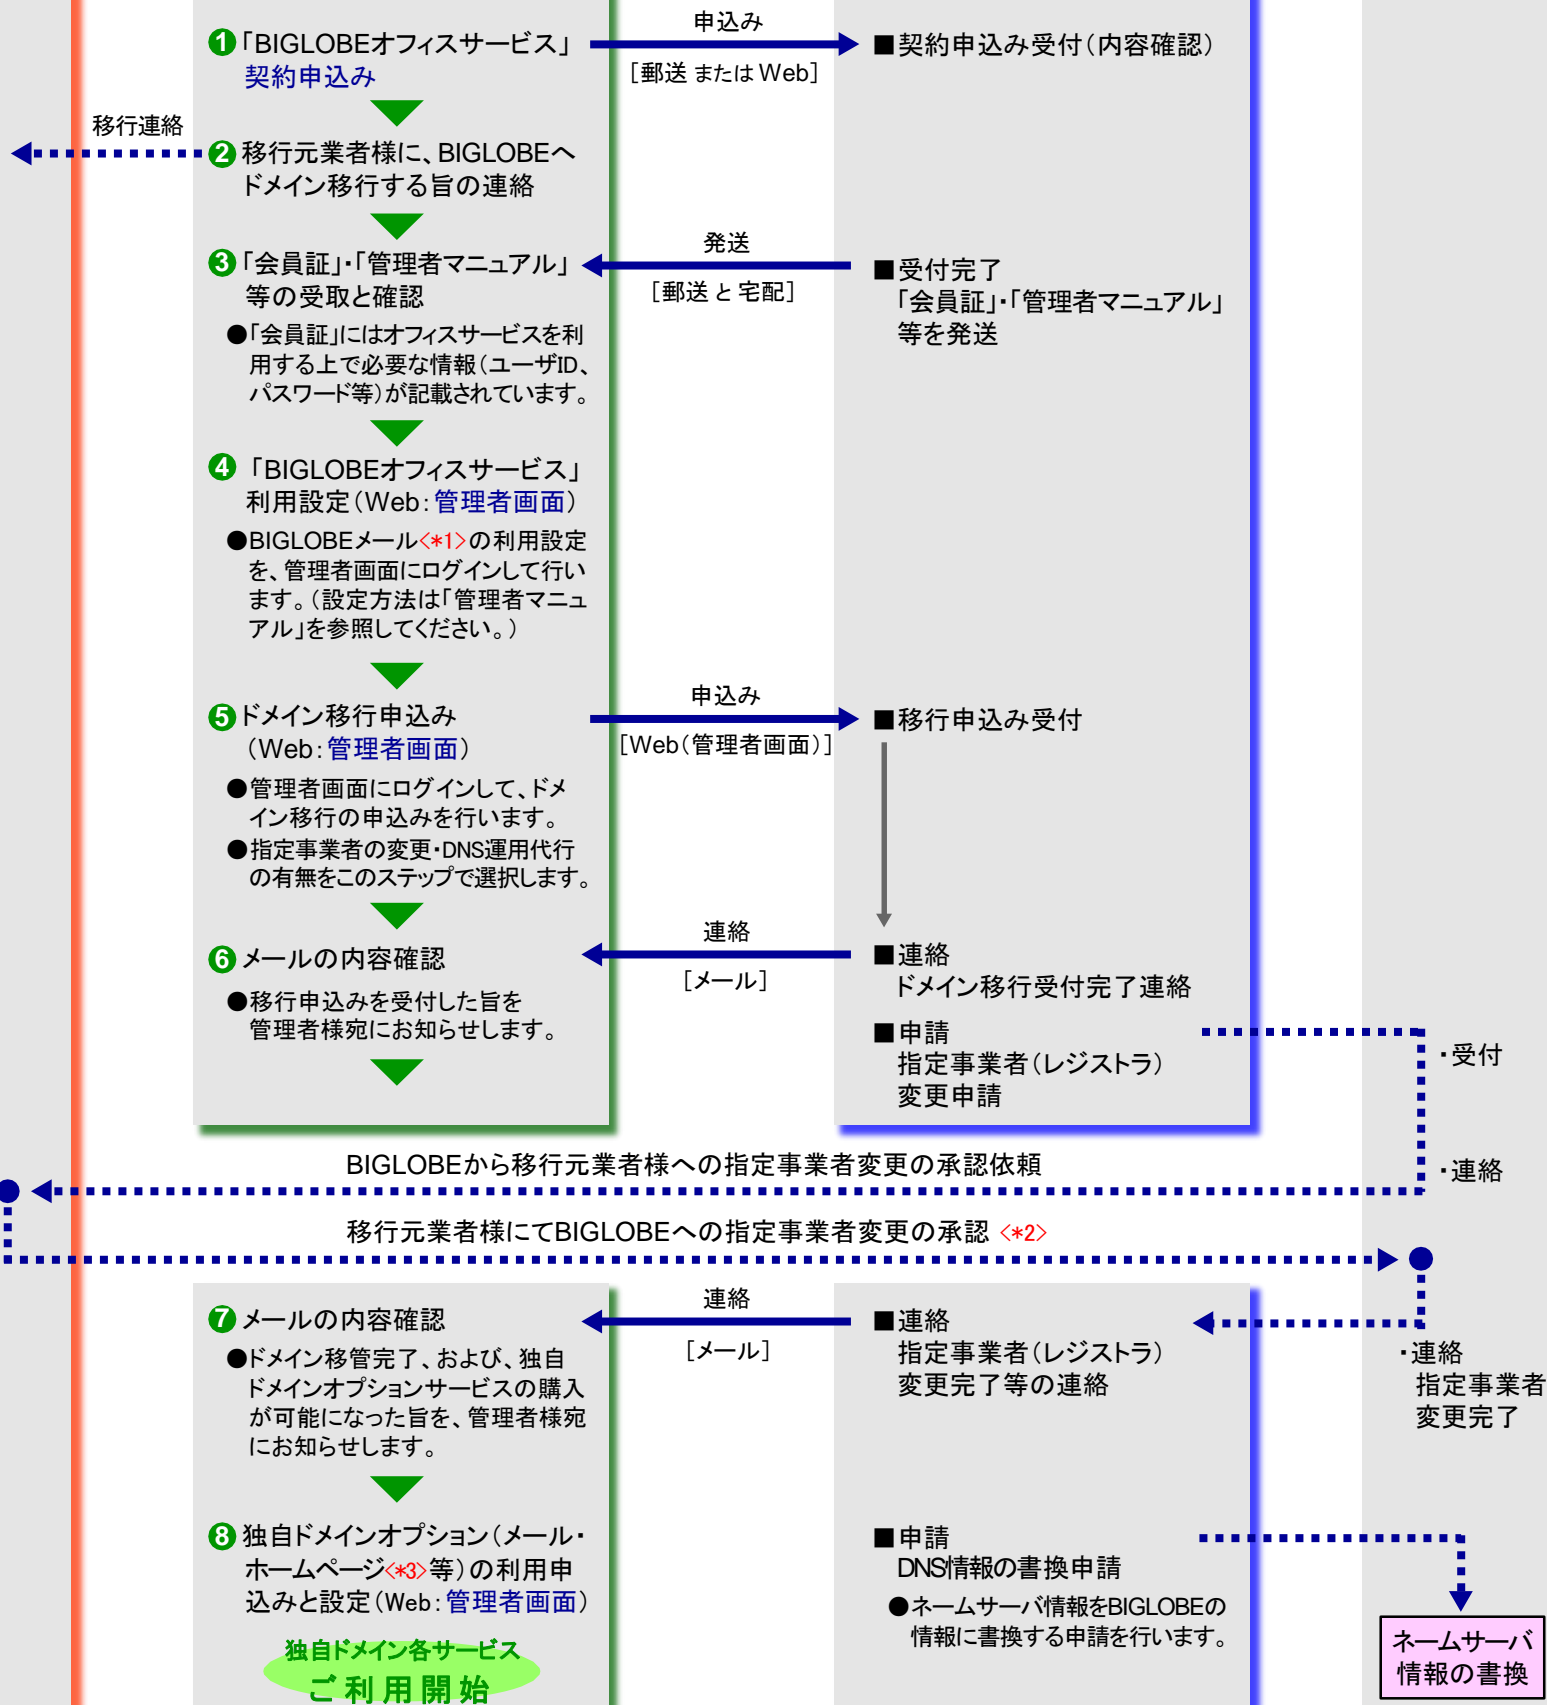 ❶「BIGLOBEオフィスサービス」
契約申込み
申込み
[郵送 または Web]
■契約申込み受付(内容確認)
移行連絡
❷移行元業者様に、BIGLOBEへ
ドメイン移行する旨の連絡
❸「会員証」・「管理者マニュアル」
等の受取と確認
●「会員証」にはオフィスサービスを利
用する上で必要な情報(ユーザID、
パスワード等)が記載されています。
発送
[郵送 と 宅配]
■受付完了
「会員証」・「管理者マニュアル」
等を発送
❹「BIGLOBEオフィスサービス」
利用設定(Web:管理者画面)
●BIGLOBEメール<*1>の利用設定
を、管理者画面にログインして行い
ます。(設定方法は「管理者マニュ
アル」を参照してください。)
❺ドメイン移行申込み
(Web:管理者画面)
●管理者画面にログインして、ドメ
イン移行の申込みを行います。
●指定事業者の変更・DNS運用代行
の有無をこのステップで選択します。
申込み
[Web(管理者画面)]
■移行申込み受付
❻メールの内容確認
●移行申込みを受付した旨を
管理者様宛にお知らせします。
連絡
[メール]
■連絡
ドメイン移行受付完了連絡
■申請
指定事業者(レジストラ)
変更申請
・受付
・連絡
BIGLOBEから移行元業者様への指定事業者変更の承認依頼
移行元業者様にてBIGLOBEへの指定事業者変更の承認 <*2>
❼メールの内容確認
●ドメイン移管完了、および、独自
ドメインオプションサービスの購入
が可能になった旨を、管理者様宛
にお知らせします。
連絡
[メール]
■連絡
指定事業者(レジストラ)
変更完了等の連絡
・連絡
指定事業者
変更完了
❽独自ドメインオプション(メール・
ホームページ<*3>等)の利用申
込みと設定(Web:管理者画面)
独自ドメイン各サービス
ご利用開始
■申請
DNS情報の書換申請
●ネームサーバ情報をBIGLOBEの
情報に書換する申請を行います。
ネームサーバ
情報の書換